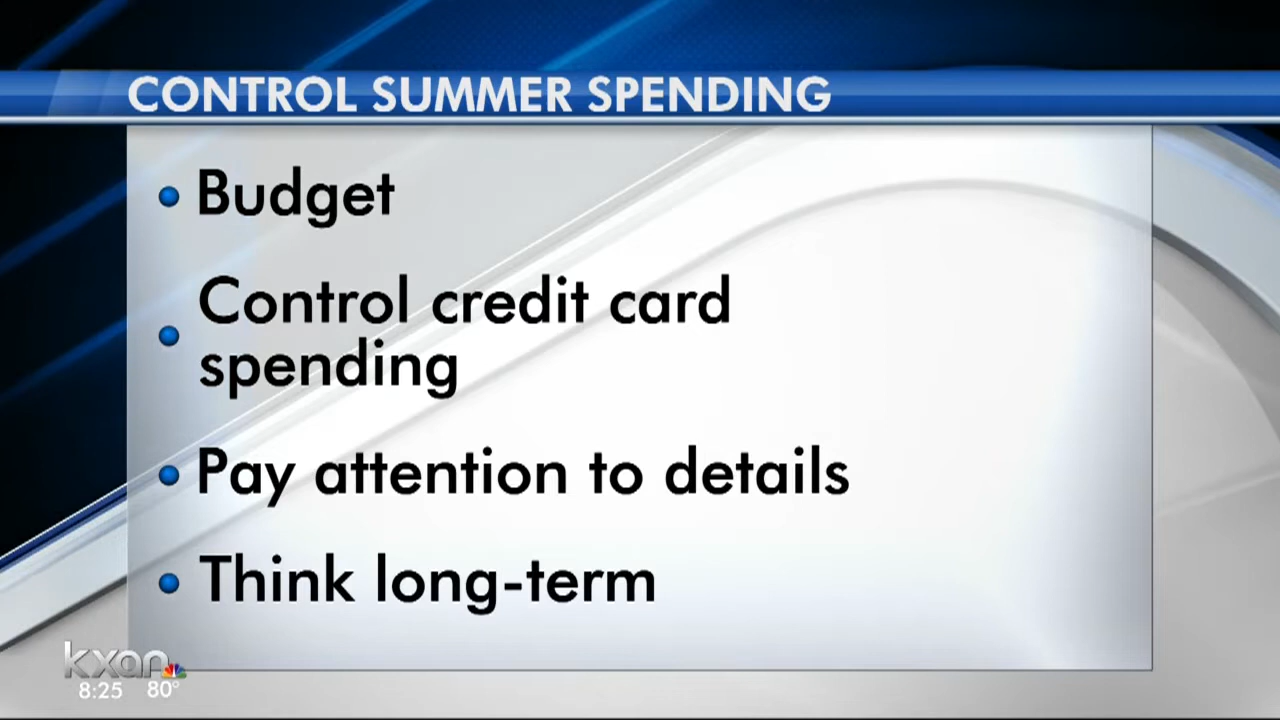 CONTROL SUMMER SPENDING
Budget
Control credit card
spending
Pay attention to details
Think long-term
kxan
8:25 80°